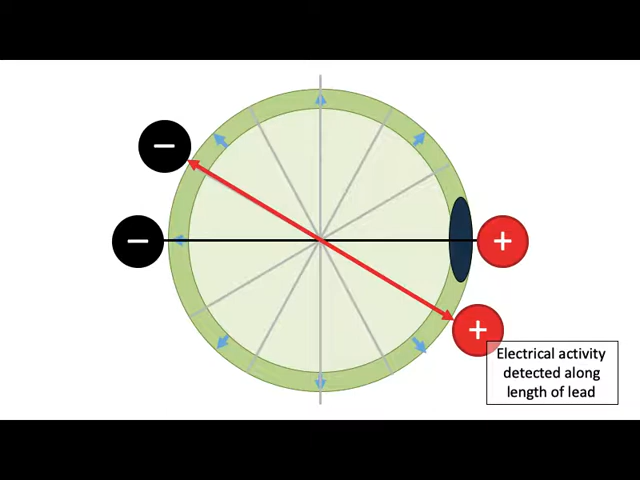 −
−
+
+
Electrical activity
detected along
length of lead